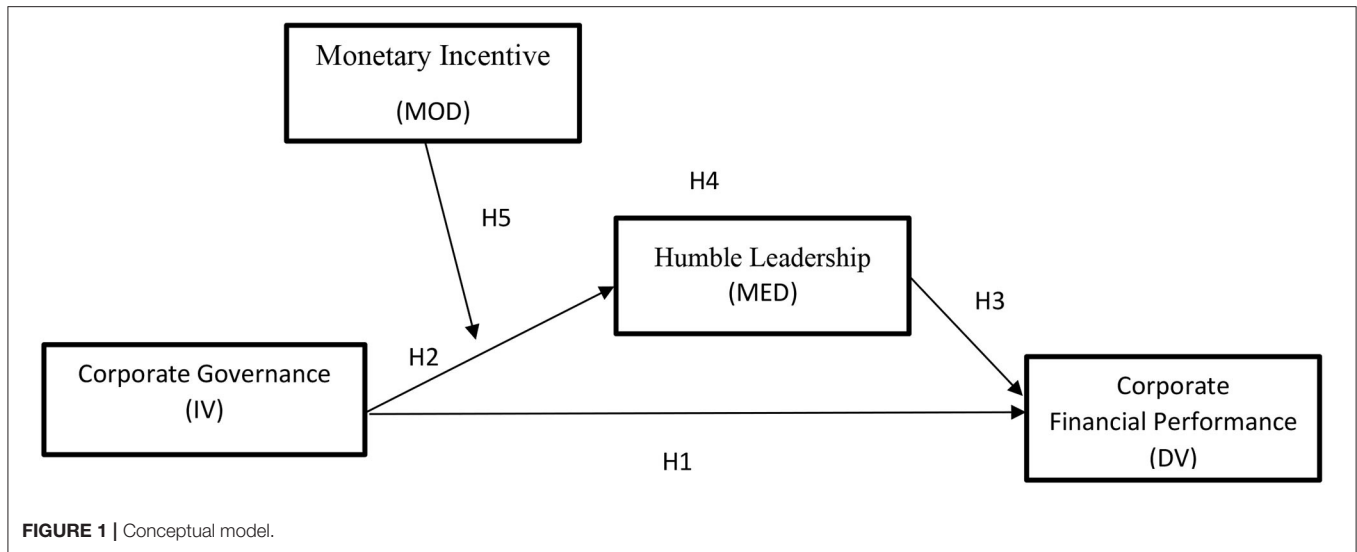 Monetary Incentive
(MOD)
H4
H5
Humble Leadership
(MED)
H3
H2
Corporate Governance
(IV)
Corporate
Financial Performance
(DV)
H1
FIGURE 1 | Conceptual model.